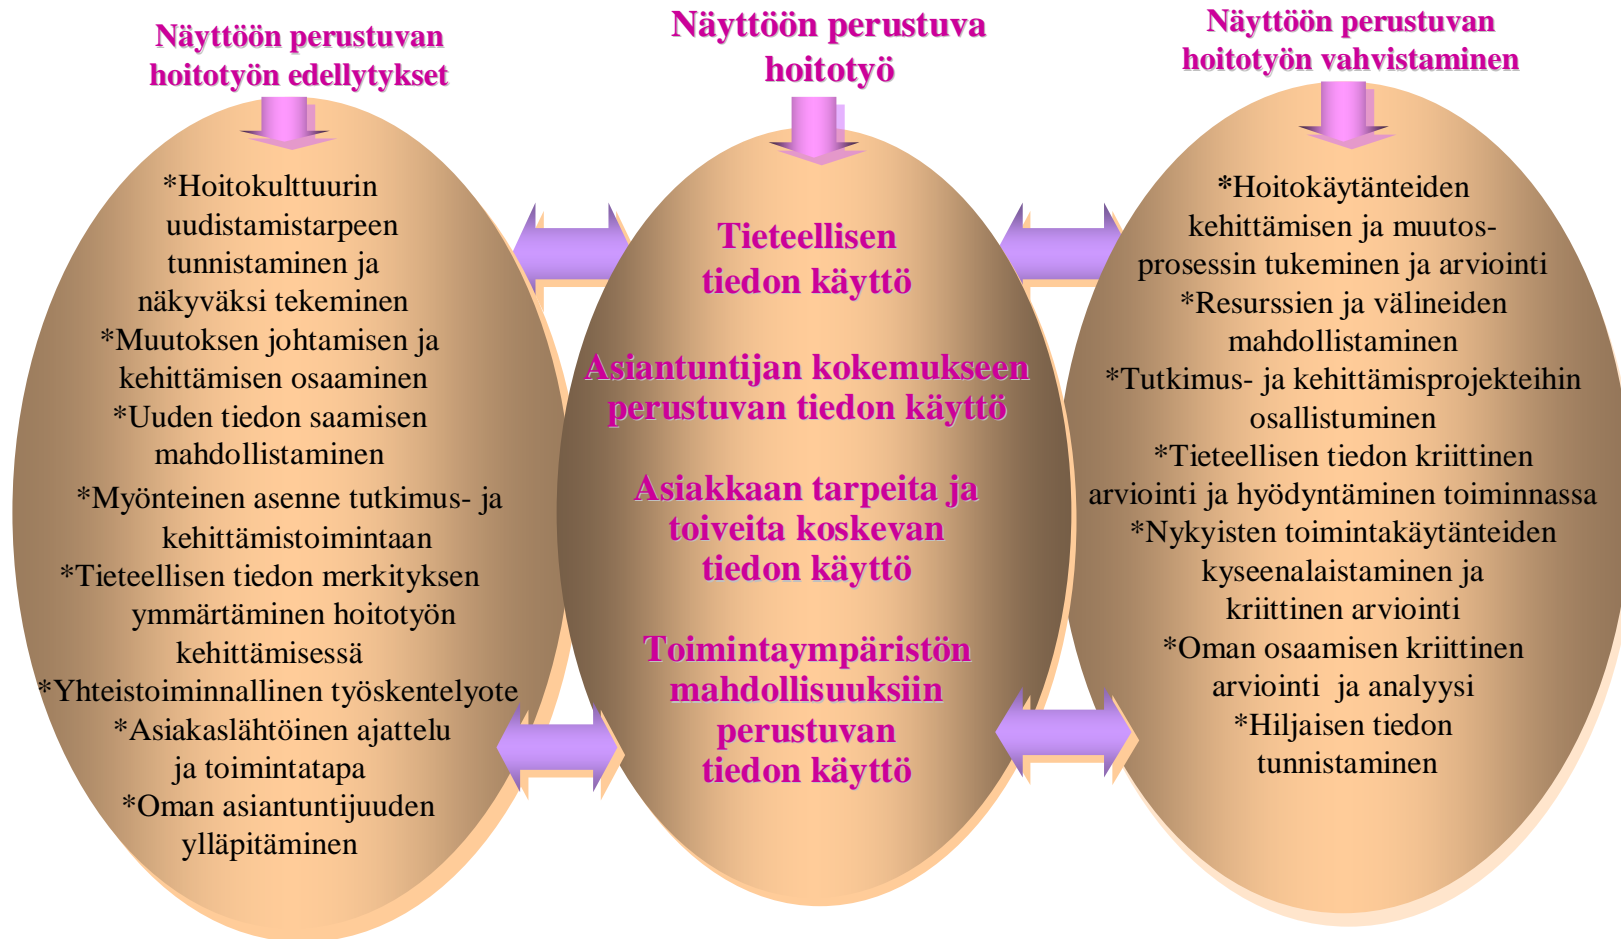 Näyttöön perustuvan
hoitotyön edellytykset
*Hoitokulttuurin
uudistamistarpeen
tunnistaminen ja
näkyväksi tekeminen
*Muutoksen johtamisen ja
kehittämisen osaaminen
*Uuden tiedon saamisen
mahdollistaminen
*Myönteinen asenne tutkimus- ja
kehittämistoimintaan
*Tieteellisen tiedon merkityksen
ymmärtäminen hoitotyön
kehittämisessä
*Yhteistoiminnallinen työskentelyote
*Asiakaslähtöinen ajattelu
ja toimintatapa
*Oman asiantuntijuuden
ylläpitäminen
Näyttöön perustuva
hoitotyö
Tieteellisen
tiedon käyttö
Asiantuntijan kokemukseen
perustuvan tiedon käyttö
Asiakkaan tarpeita ja
toiveita koskevan
tiedon käyttö
Toimintaympäristön
mahdollisuuksiin
perustuvan
tiedon käyttö
Näyttöön perustuvan
hoitotyön vahvistaminen
*Hoitokäytänteiden
kehittämisen ja muutos-
prosessin tukeminen ja arviointi
*Resurssien ja välineiden
mahdollistaminen
*Tutkimus- ja kehittämisprojekteihin
osallistuminen
*Tieteellisen tiedon kriittinen
arviointi ja hyödyntäminen toiminnassa
*Nykyisten toimintakäytänteiden
kyseenalaistaminen ja
kriittinen arviointi
*Oman osaamisen kriittinen
arviointi ja analyysi
*Hiljaisen tiedon
tunnistaminen